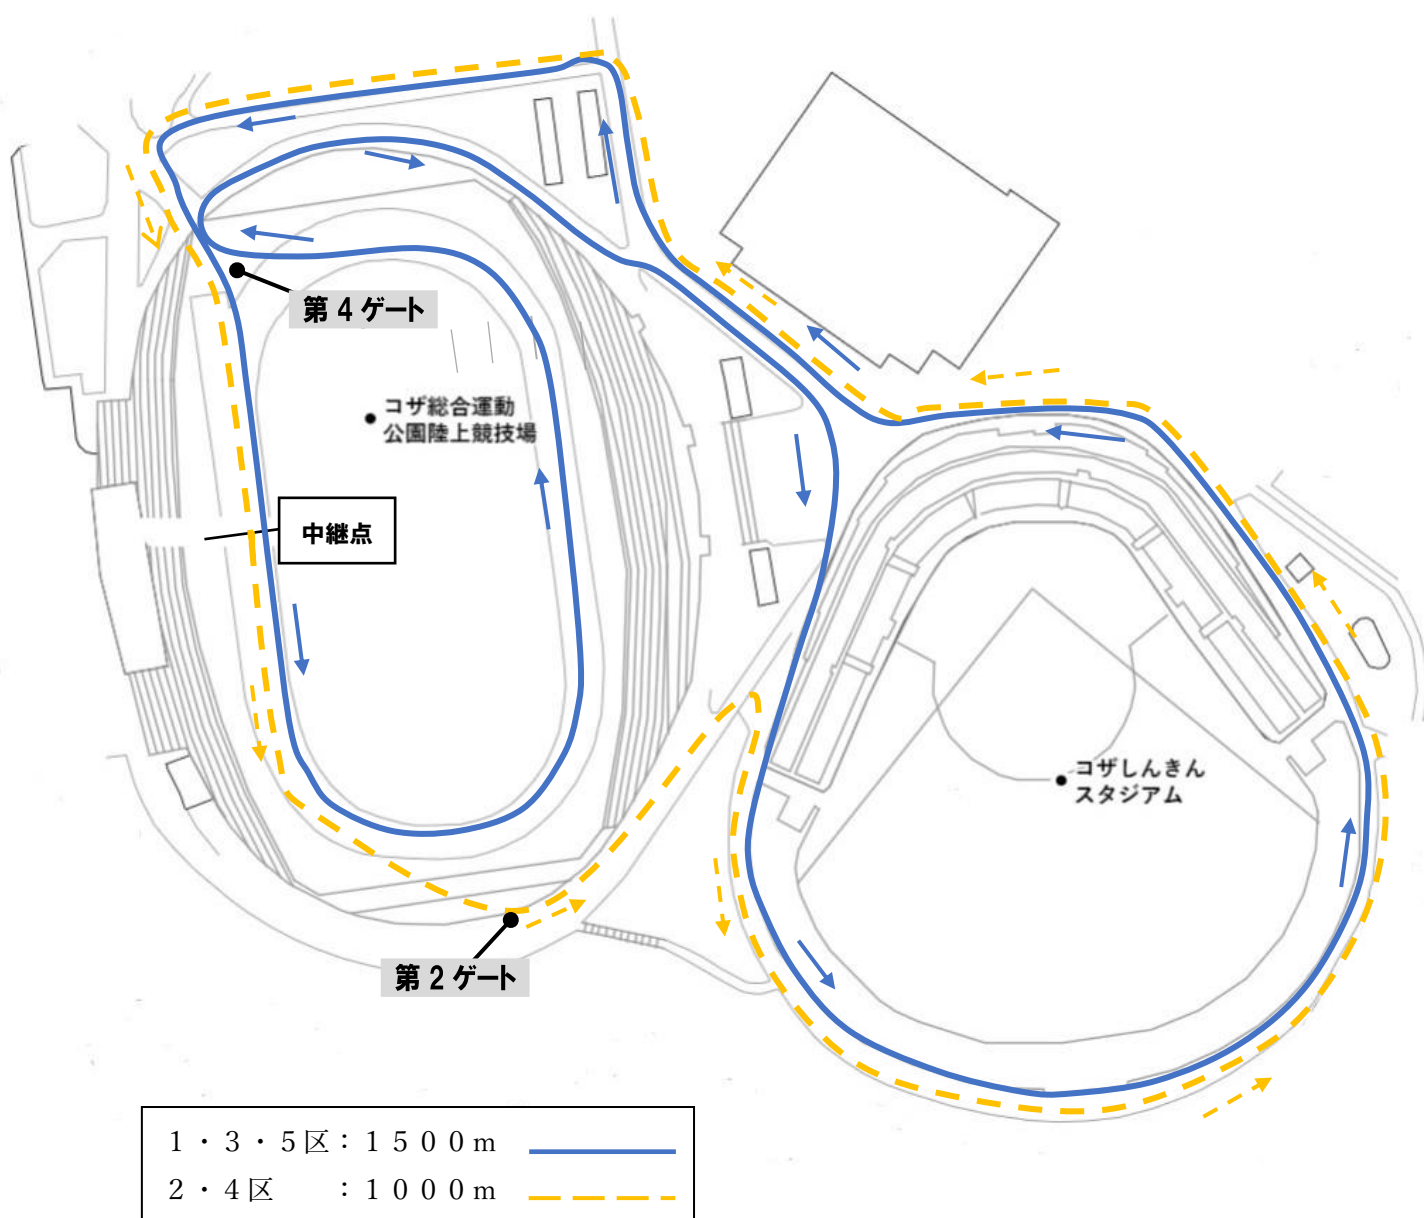 第４ゲート
コザ総合運動
公園陸上競技場
中継点
コザしんきん
スタジアム
第２ゲート
１・３・５区：１５００ｍ
２・４区　　：１０００ｍ